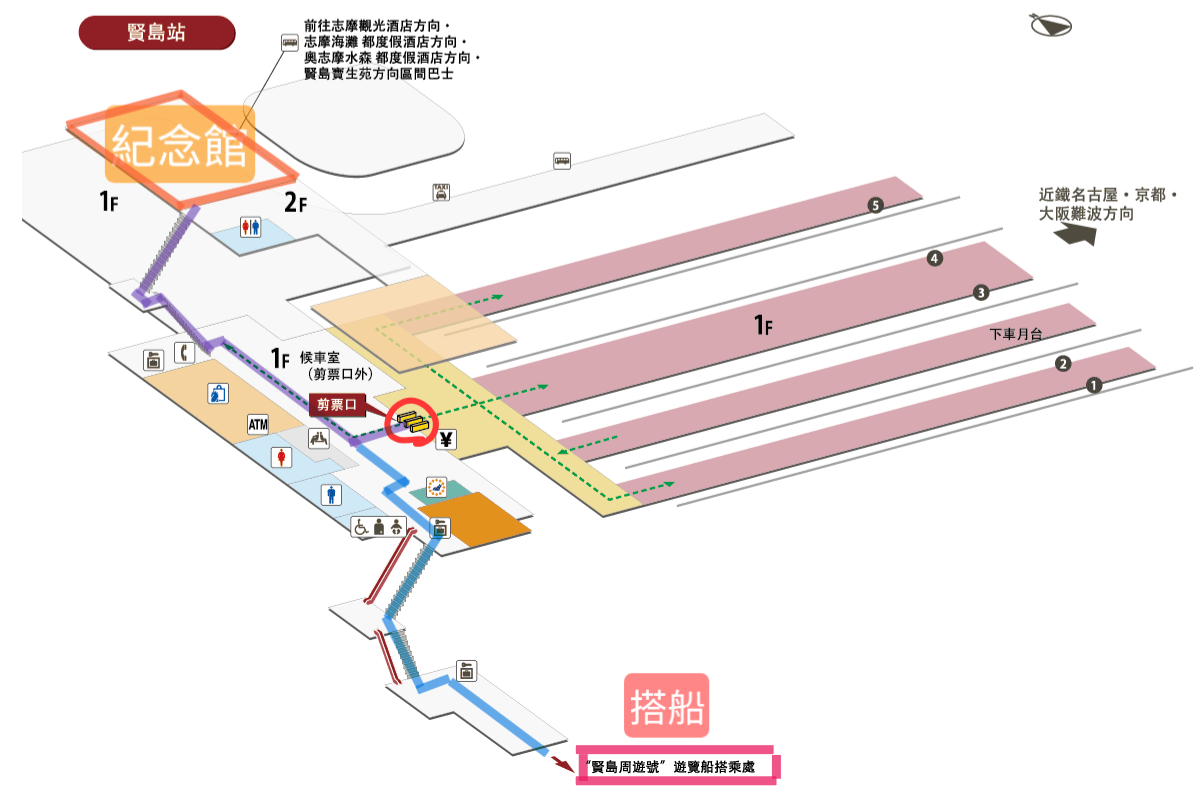 賢島站
前往志摩觀光酒店方向・
志摩海灘 都度假酒店方向・
奧志摩水森 都度假酒店方向・
賢島寶生苑方向區間巴士
紀念館
1F
2F
TAXI
5
近鐵名古屋・京都・
大阪難波方向
4
3
1F
下車月台
2
1
1F
候車室
（剪票口外）
剪票口
ATM
¥
搭船
“賢島周遊號”遊覽船搭乘處